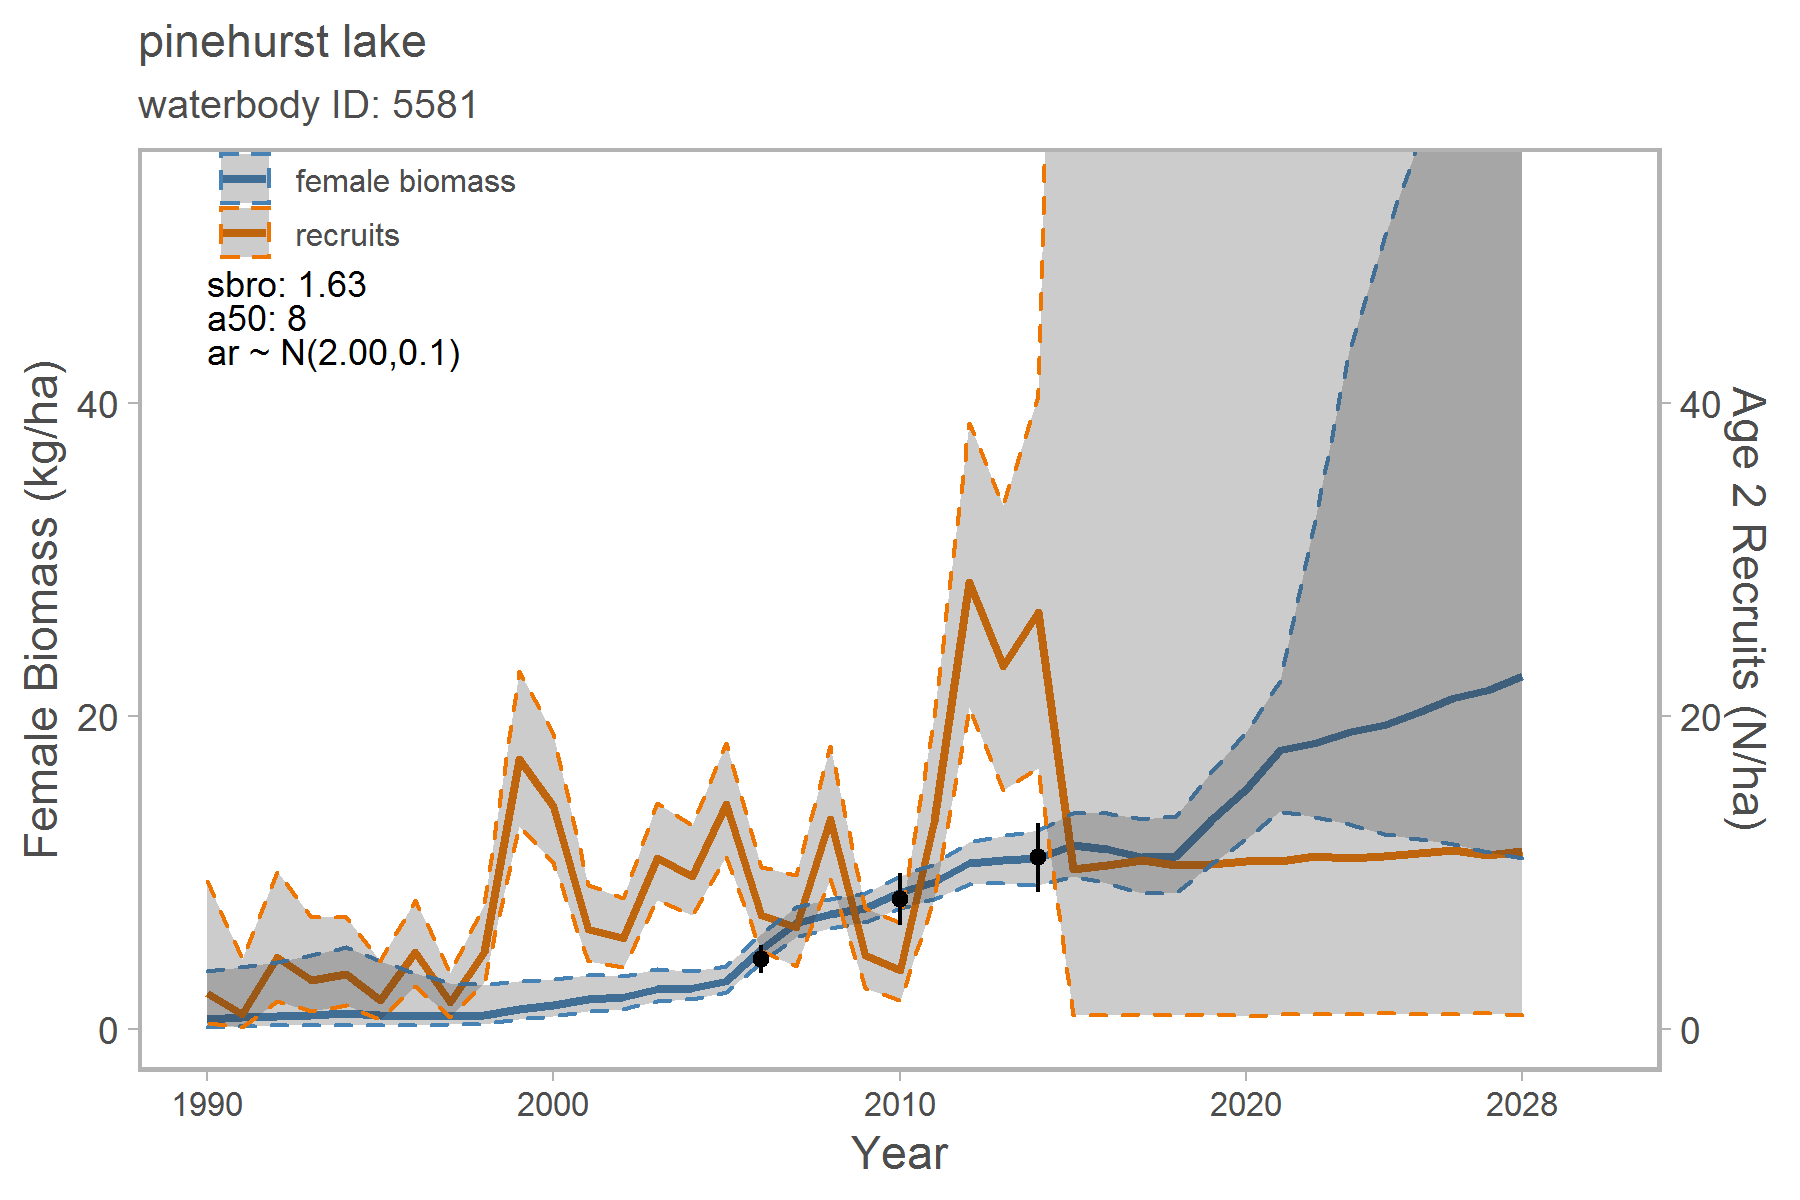 pinehurst lake
waterbody ID: 5581
female biomass
recruits
sbro: 1.63
a50: 8
ar ~ N(2.00,0.1)
Female Biomass (kg/ha)
40
20
0
40
20
0
Age 2 Recruits (N/ha)
1990
2000
2010
2020
2028
Year